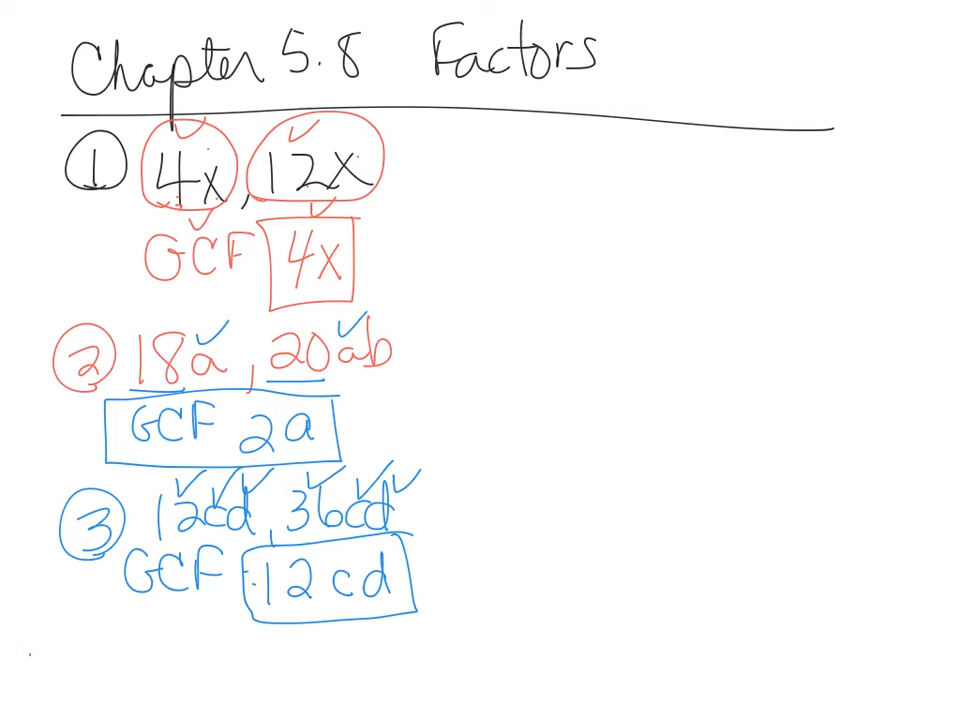 Chapter 5.8 Factors
① 4x, 12x
GCF 4x
② 18a, 20ab
GCF 2a
③ 12cd, 36cd
GCF 12cd